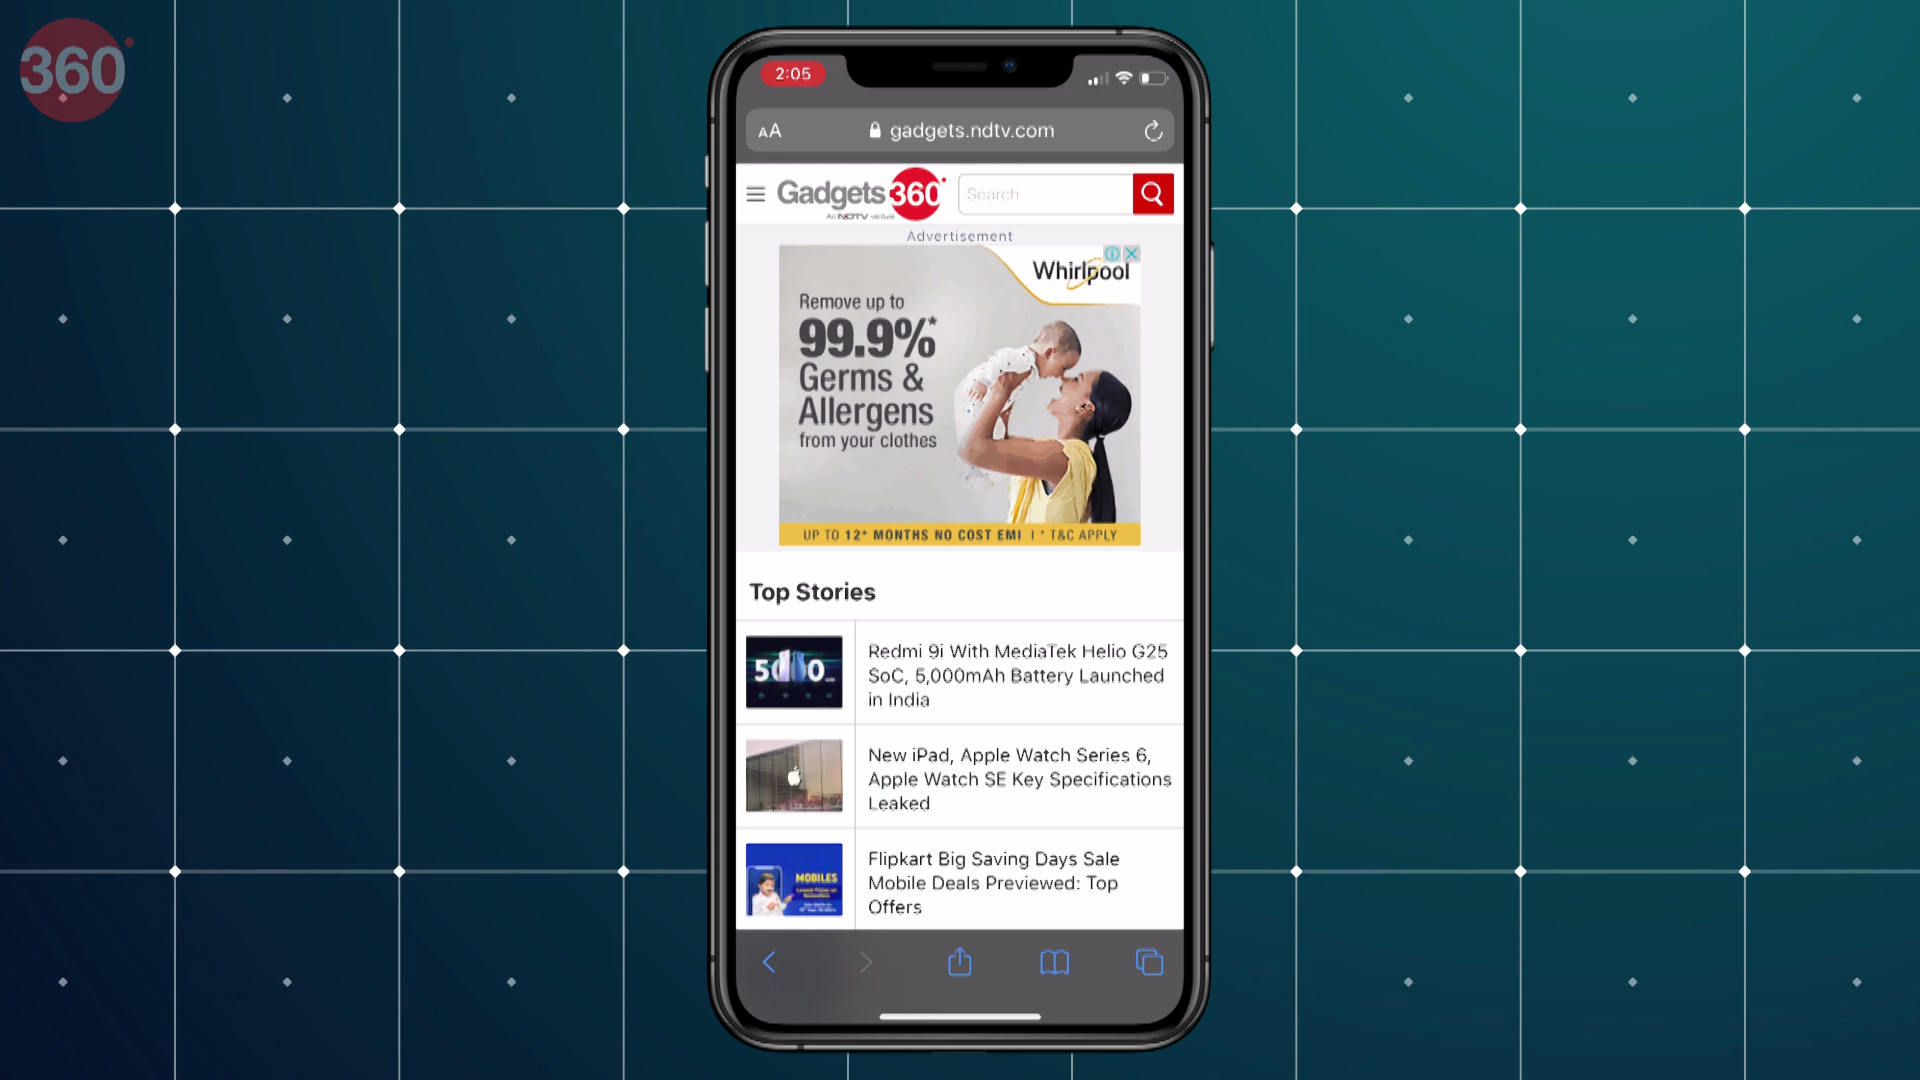 360
2:05
AA gadgets.ndtv.com
Gadgets 360
An NDTV venture
Search
Advertisement
Whirlpool
Remove up to
99.9%*
Germs &
Allergens
from your clothes
UP TO 12* MONTHS NO COST EMI | * T&C APPLY
Top Stories
Redmi 9i With MediaTek Helio G25
SoC, 5,000mAh Battery Launched
in India
New iPad, Apple Watch Series 6,
Apple Watch SE Key Specifications
Leaked
MOBILES
Flipkart Big Saving Days Sale
Mobile Deals Previewed: Top
Offers